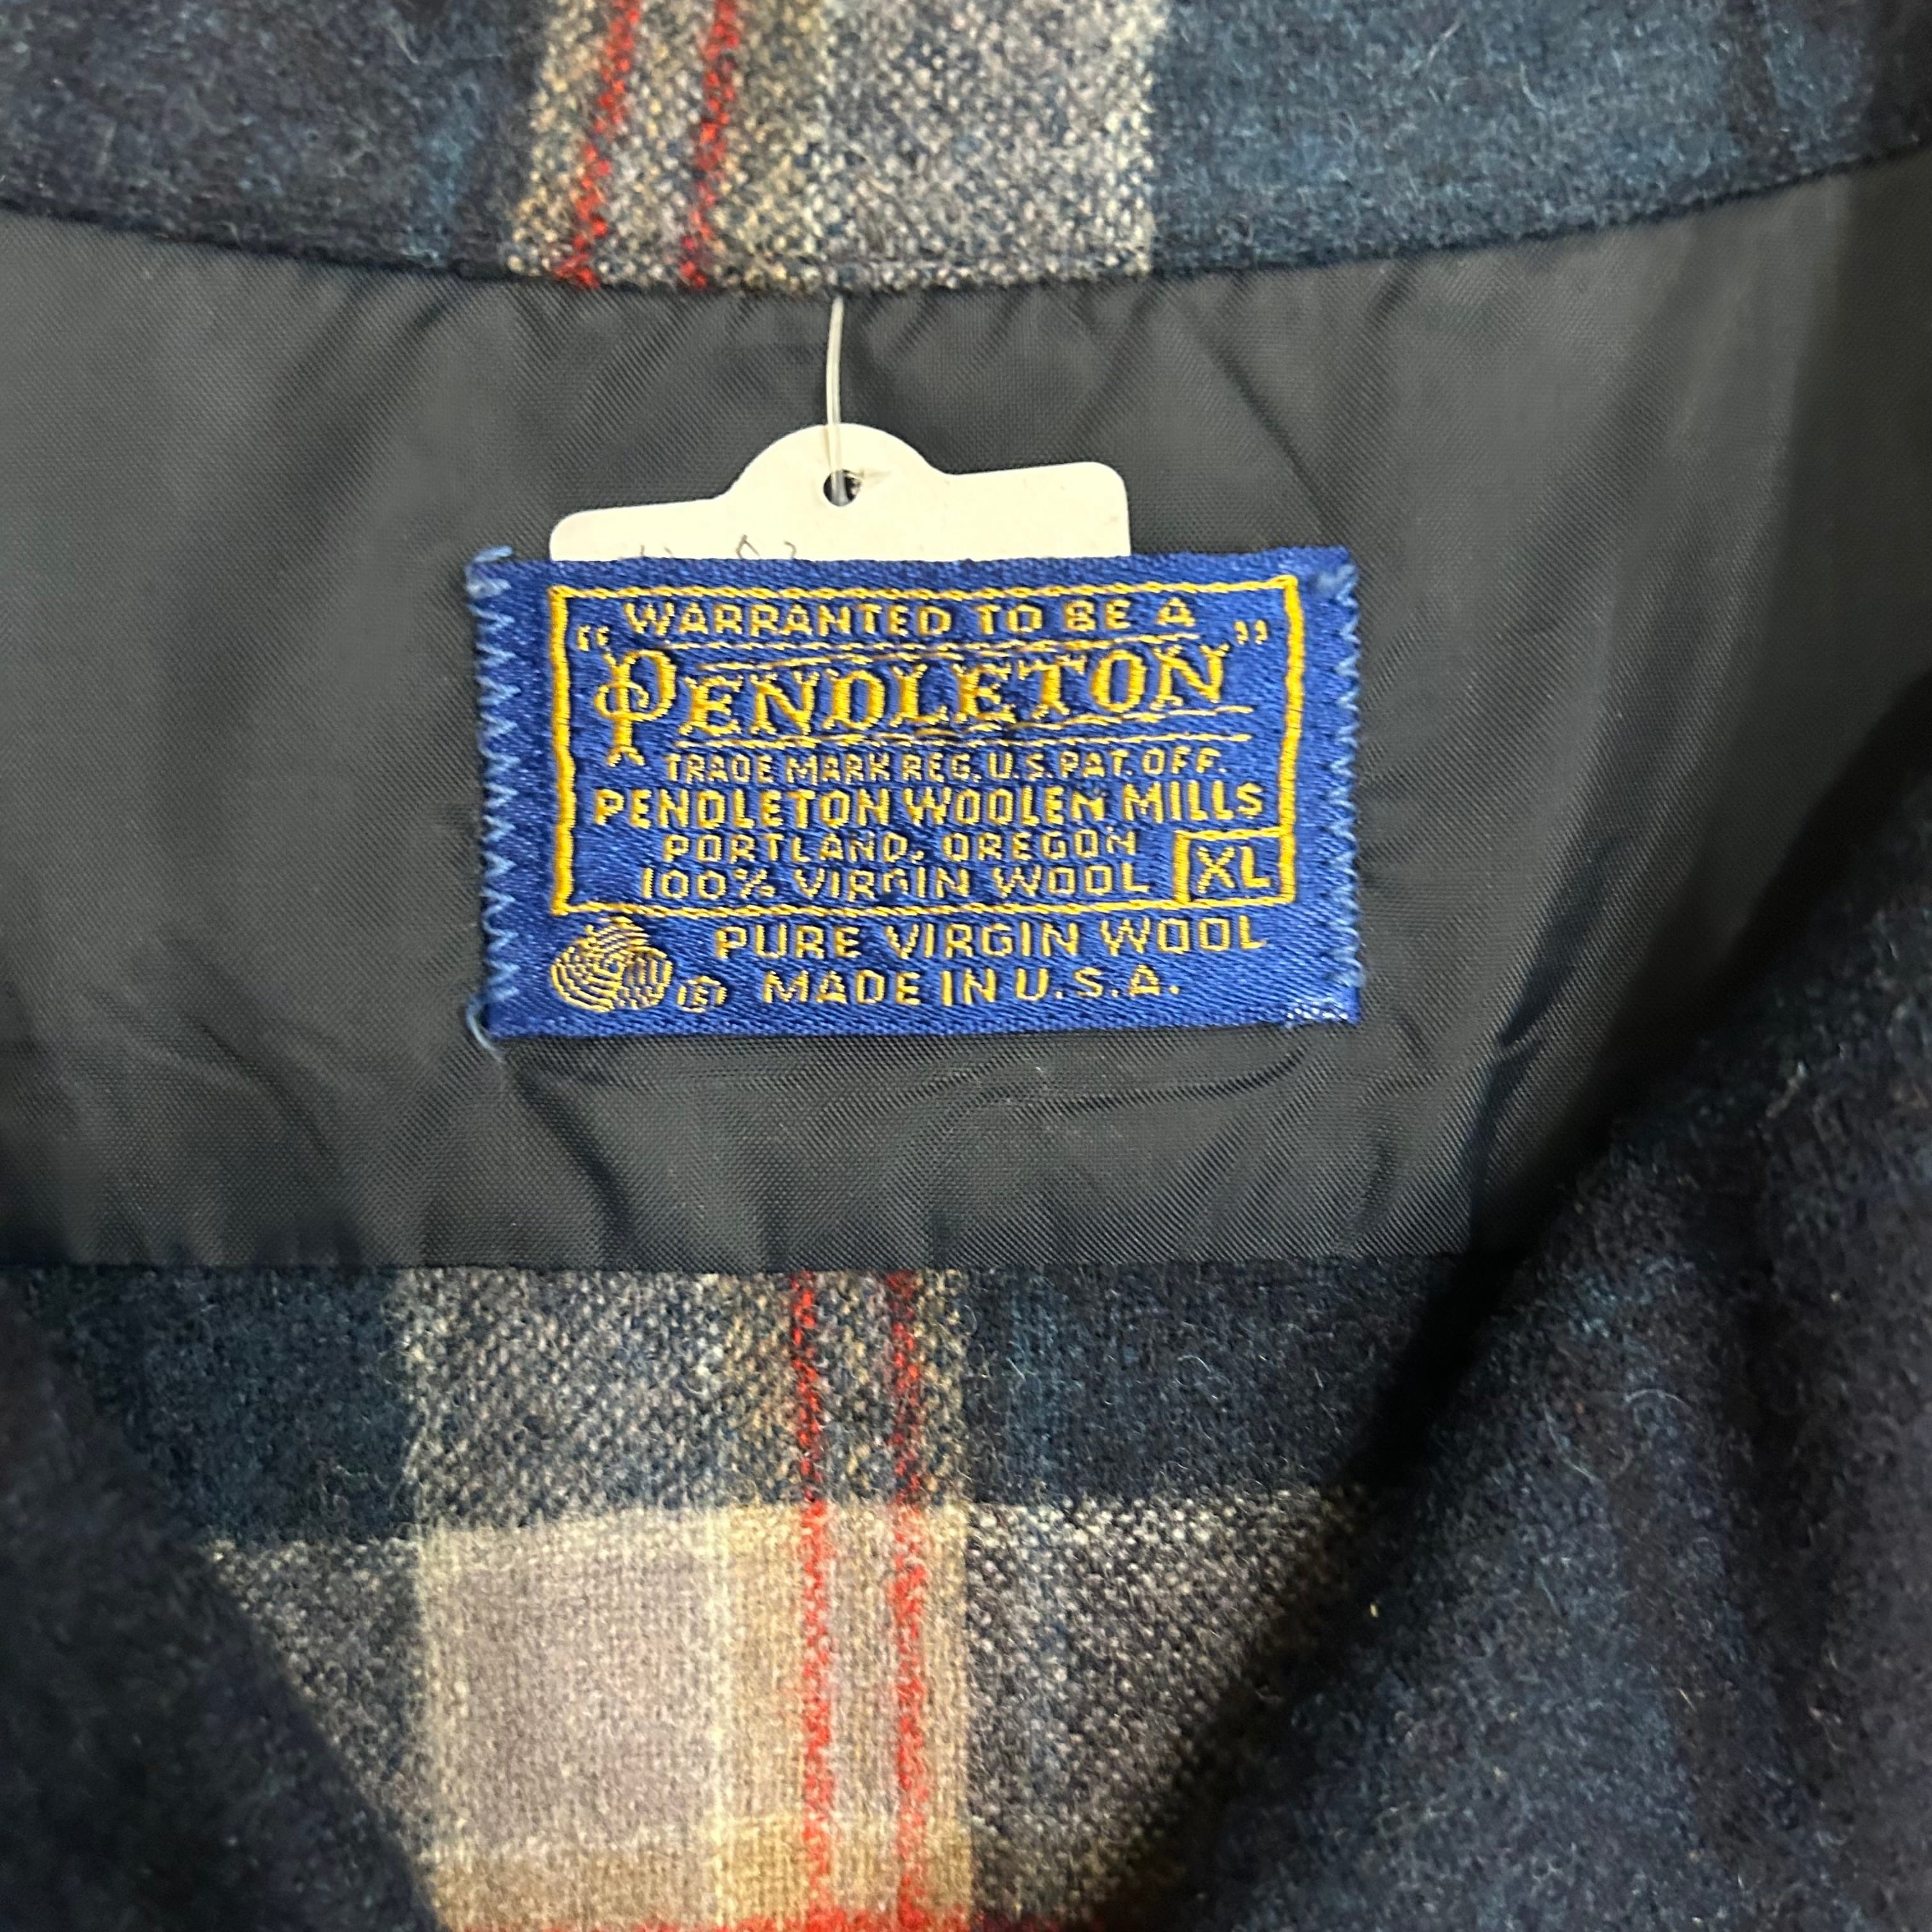 WARRANTED TO BE A
"PENDLETON"
TRADE MARK REG. U.S. PAT. OFF.
PENDLETON WOOLEN MILLS
PORTLAND, OREGON
100% VIRGIN WOOL XL
PURE VIRGIN WOOL
MADE IN U.S.A.